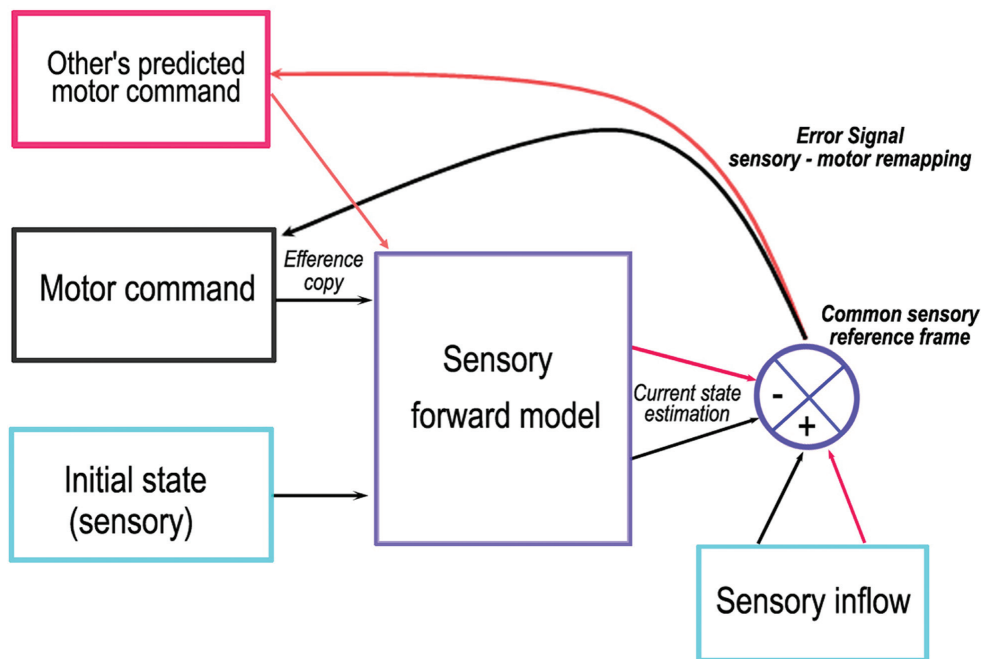 Other's predicted
motor command
Error Signal
sensory - motor remapping
Motor command
Efference
copy
Common sensory
reference frame
Sensory
forward model
Current state
estimation
-
+
Initial state
(sensory)
Sensory inflow